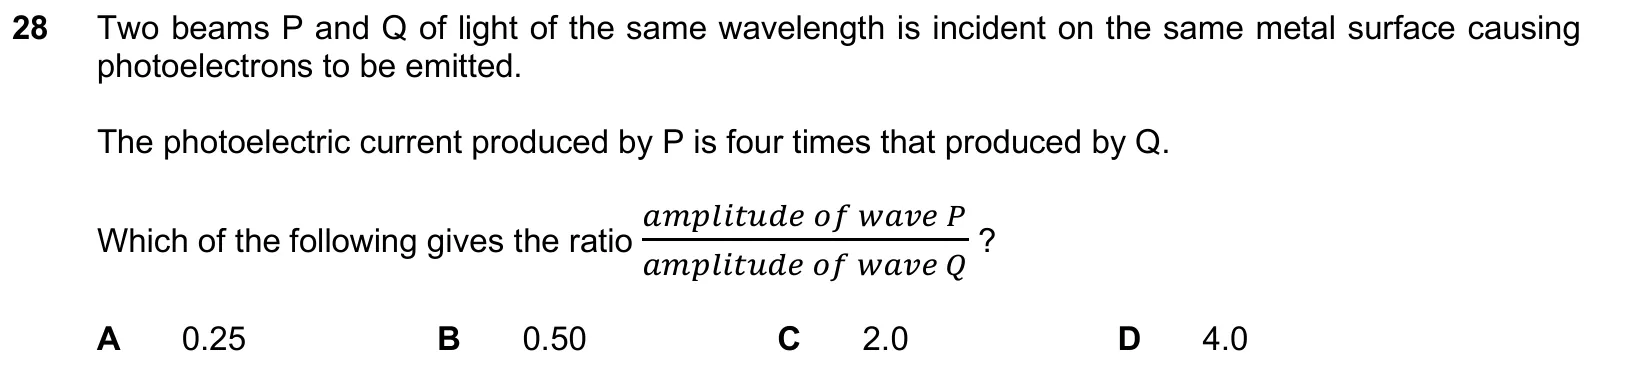 28 Two beams P and Q of light of the same wavelength is incident on the same metal surface causing
photoelectrons to be emitted.
The photoelectric current produced by P is four times that produced by Q.
Which of the following gives the ratio amplitude of wave P / amplitude of wave Q ?
A 0.25 B 0.50 C 2.0 D 4.0